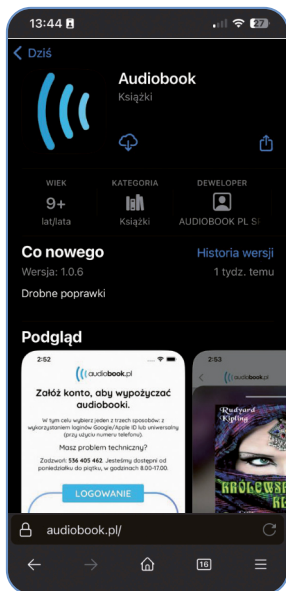 13:44 27
Dziś
Audiobook
Książki
WIEK KATEGORIA DEWELOPER
9+
lat/lata Książki AUDIOBOOK PL
Co nowego Historia wersji
Wersja: 1.0.6 1 tydz. temu
Drobne poprawki
Podgląd
2:52 2:53
audiobook.pl audiobook.pl
Załóż konto, aby wypożyczać
audiobooki.
W tym celu wybierz jeden z trzech sposobów: z
wykorzystaniem loginów Google/Apple ID lub uniwersalny
(przy użyciu numeru telefonu).
Masz problem techniczny?
Zadzwoń: 536 405 462. Jesteśmy dostępni od
poniedziałku do piątku, w godzinach 8.00-17.00.
LOGOWANIE
Rudyard
Kipling
audiobook.pl/
16